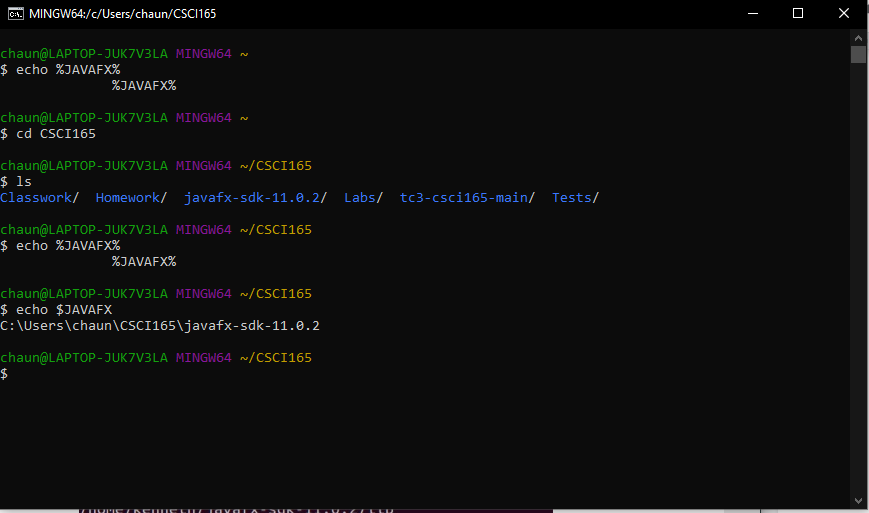 MINGW64:/c/Users/chaun/CSCI165
chaun@LAPTOP-JUK7V3LA MINGW64 ~
$ echo %JAVAFX%
%JAVAFX%
chaun@LAPTOP-JUK7V3LA MINGW64 ~
$ cd CSCI165
chaun@LAPTOP-JUK7V3LA MINGW64 ~/CSCI165
$ ls
Classwork/  Homework/  javafx-sdk-11.0.2/  Labs/  tc3-csci165-main/  Tests/
chaun@LAPTOP-JUK7V3LA MINGW64 ~/CSCI165
$ echo %JAVAFX%
%JAVAFX%
chaun@LAPTOP-JUK7V3LA MINGW64 ~/CSCI165
$ echo $JAVAFX
C:\Users\chaun\CSCI165\javafx-sdk-11.0.2
chaun@LAPTOP-JUK7V3LA MINGW64 ~/CSCI165
$